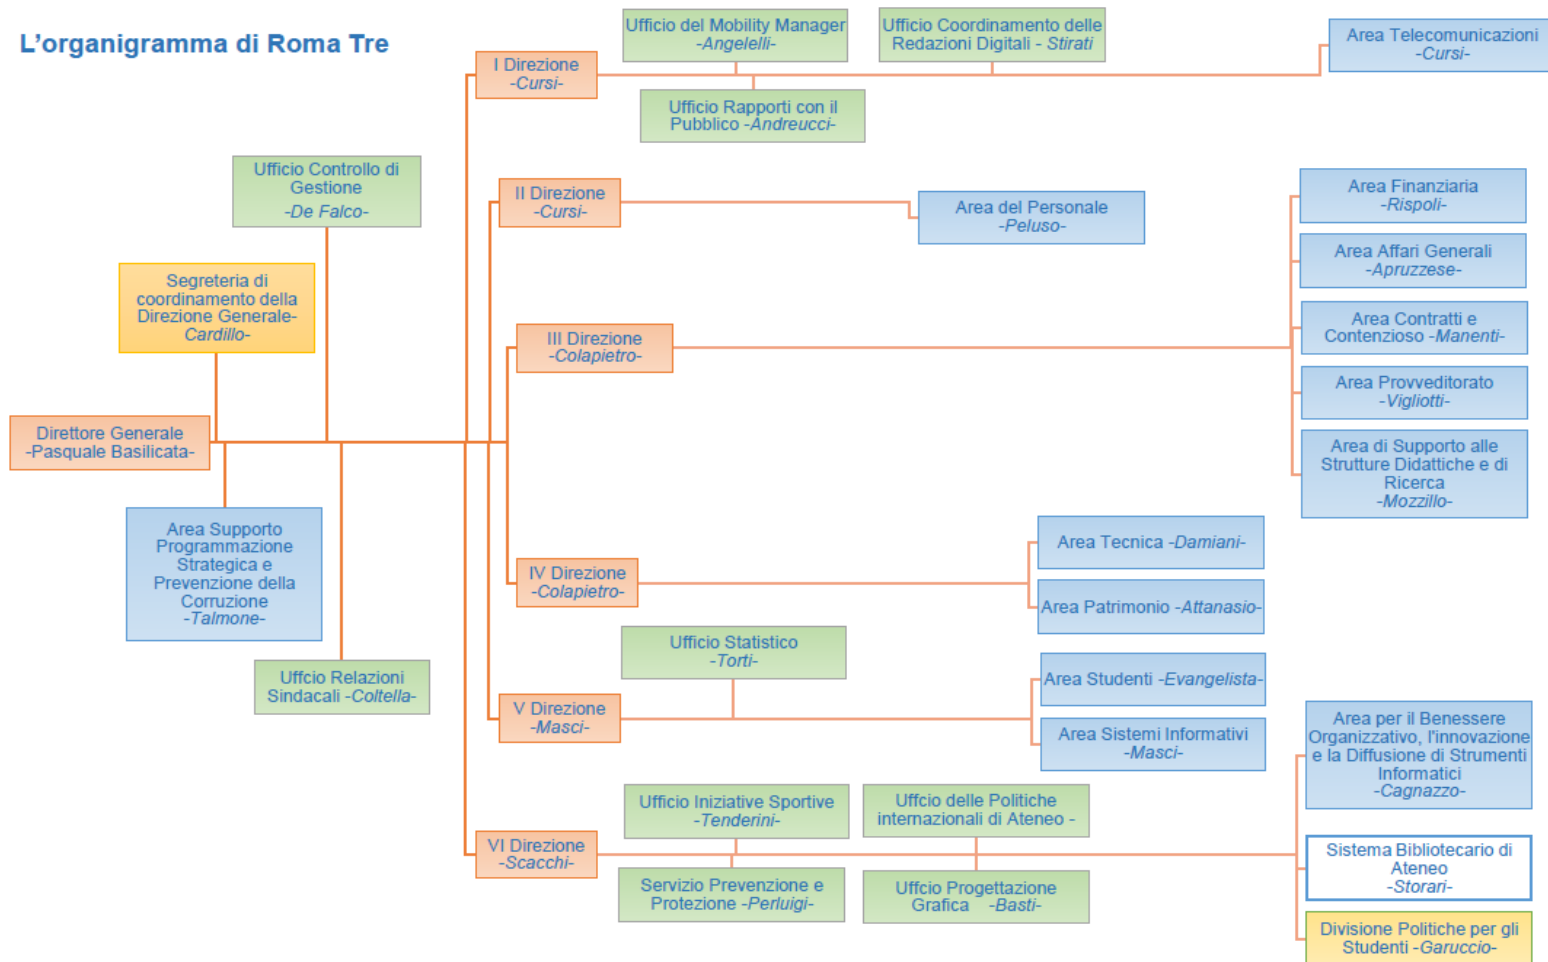 L'organigramma di Roma Tre
I Direzione
-Cursi-
Ufficio del Mobility Manager
-Angelelli-
Ufficio Coordinamento delle
Redazioni Digitali - Stirati
Ufficio Rapporti con il
Pubblico -Andreucci-
Area Telecomunicazioni
-Cursi-
Ufficio Controllo di
Gestione
-De Falco-
II Direzione
-Cursi-
Area del Personale
-Peluso-
Area Finanziaria
-Rispoli-
Area Affari Generali
-Apruzzese-
Segreteria di
coordinamento della
Direzione Generale-
Cardillo-
III Direzione
-Colapietro-
Area Contratti e
Contenzioso -Manenti-
Area Provveditorato
-Vigliotti-
Area di Supporto alle
Strutture Didattiche e di
Ricerca
-Mozzillo-
Direttore Generale
-Pasquale Basilicata-
Area Supporto
Programmazione
Strategica e
Prevenzione della
Corruzione
-Talmone-
IV Direzione
-Colapietro-
Area Tecnica -Damiani-
Area Patrimonio -Attanasio-
Uffcio Relazioni
Sindacali -Coltella-
V Direzione
-Masci-
Ufficio Statistico
-Torti-
Area Studenti -Evangelista-
Area Sistemi Informativi
-Masci-
VI Direzione
-Scacchi-
Ufficio Iniziative Sportive
-Tenderini-
Uffcio delle Politiche
internazionali di Ateneo -
Servizio Prevenzione e
Protezione -Perluigi-
Uffcio Progettazione
Grafica -Basti-
Area per il Benessere
Organizzativo, l'innovazione
e la Diffusione di Strumenti
Informatici
-Cagnazzo-
Sistema Bibliotecario di
Ateneo
-Storari-
Divisione Politiche per gli
Studenti -Garuccio-